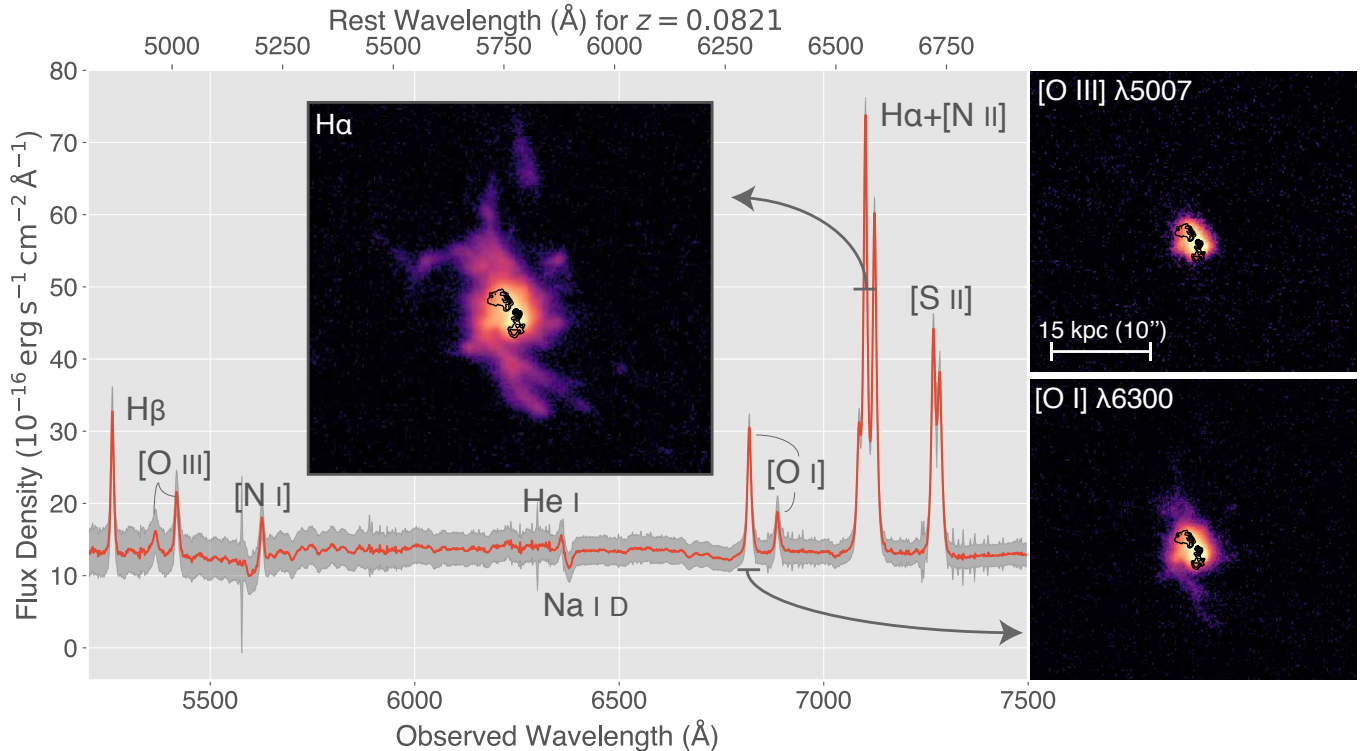 Rest Wavelength (Å) for z = 0.0821
5000 5250 5500 5750 6000 6250 6500 6750
Flux Density (10⁻¹⁶ erg s⁻¹ cm⁻² Å⁻¹)
80
70
60
50
40
30
20
10
0
Hα
Hα+[N II]
[S II]
Hβ
[O III]
[N I]
He I
Na I D
[O I]
5500 6000 6500 7000 7500
Observed Wavelength (Å)
[O III] λ5007
15 kpc (10”)
[O I] λ6300